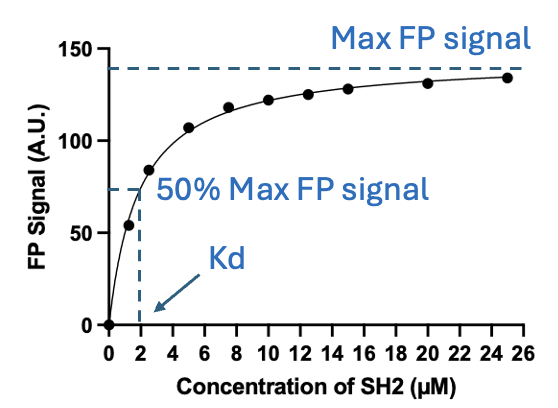 Max FP signal
150
100
50
0
FP Signal (A.U.)
50% Max FP signal
Kd
0 2 4 6 8 10 12 14 16 18 20 22 24 26
Concentration of SH2 (µM)